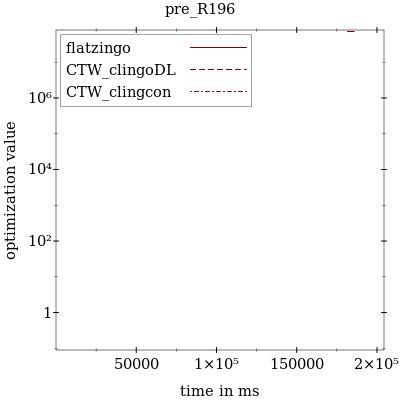 pre_R196
flatzingo
CTW_clingoDL
CTW_clingcon
optimization value
10⁶
10⁴
10²
1
50000 1×10⁵ 150000 2×10⁵
time in ms